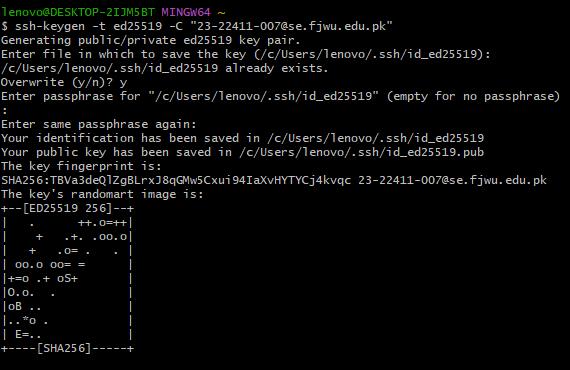 lenovo@DESKTOP-2IJM5BT MINGW64 ~
$ ssh-keygen -t ed25519 -C "23-22411-007@se.fjwu.edu.pk"
Generating public/private ed25519 key pair.
Enter file in which to save the key (/c/Users/lenovo/.ssh/id_ed25519):
/c/Users/lenovo/.ssh/id_ed25519 already exists.
Overwrite (y/n)? y
Enter passphrase for "/c/Users/lenovo/.ssh/id_ed25519" (empty for no passphrase)
:
Enter same passphrase again:
Your identification has been saved in /c/Users/lenovo/.ssh/id_ed25519
Your public key has been saved in /c/Users/lenovo/.ssh/id_ed25519.pub
The key fingerprint is:
SHA256:TBVa3deQlZgBLrxJ8qGMw5Cxui94IaXvHYTYCj4kvqc 23-22411-007@se.fjwu.edu.pk
The key's randomart image is:
+--[ED25519 256]--+
|   .      ++.o=++|
|    +   .+. .oo.o|
|   +   .o= .   . |
| oo.o oo= =      |
|+=o .+ oS+       |
|O.o.  .          |
|oB ..            |
|..*o .           |
| E=..            |
+----[SHA256]-----+